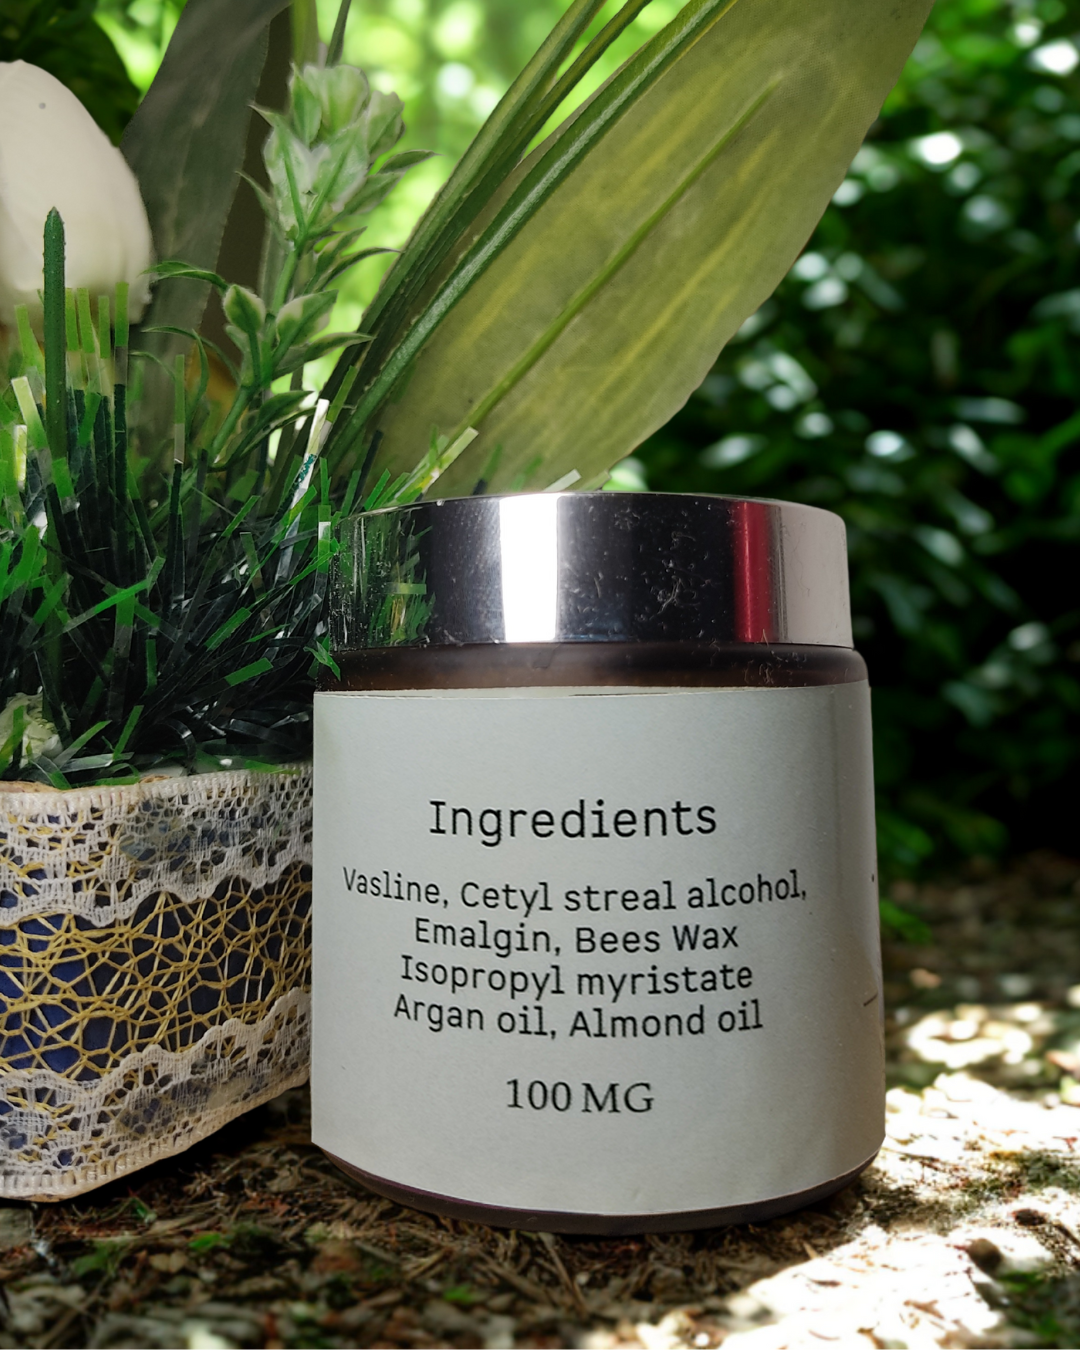 Ingredients
Vasline, Cetyl streal alcohol,
Emalgin, Bees Wax
Isopropyl myristate
Argan oil, Almond oil
100 MG